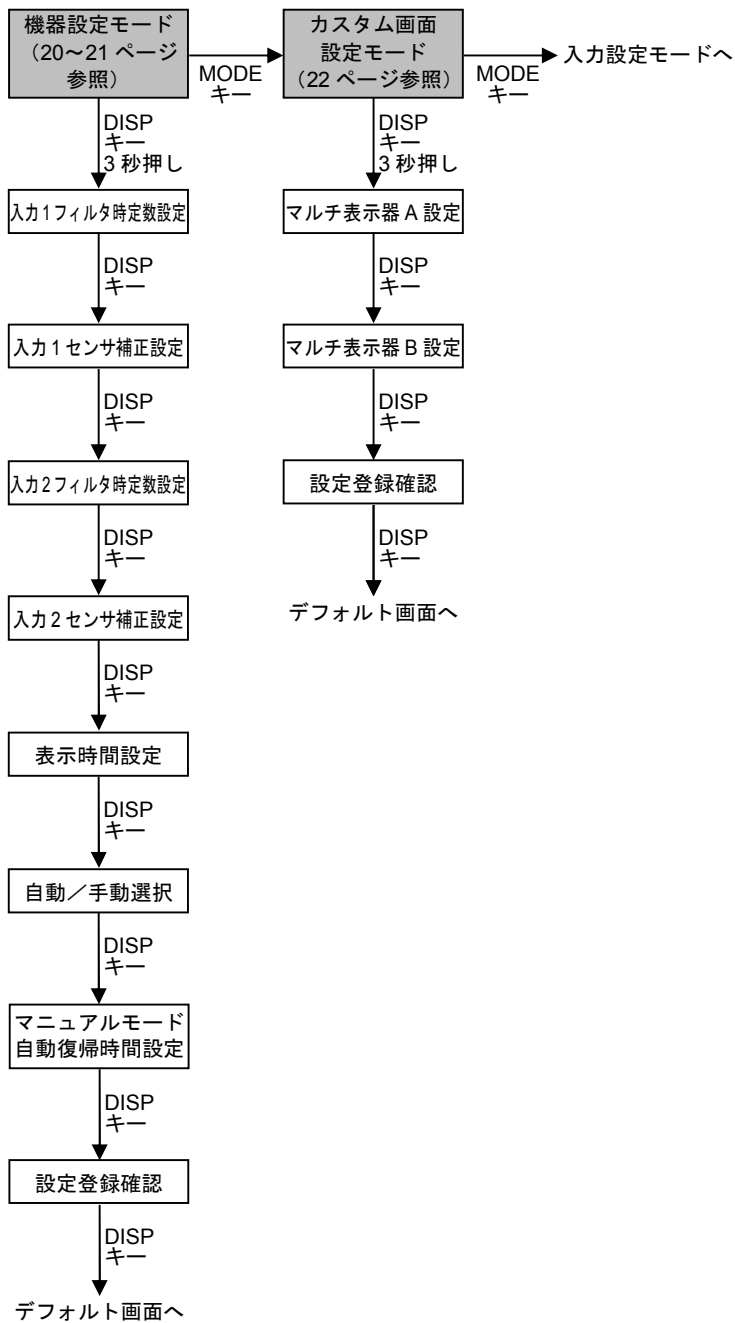 機器設定モード
（20～21 ページ
参照）
MODE
キー
カスタム画面
設定モード
（22 ページ参照）
MODE
キー
入力設定モードへ
DISP
キー
3 秒押し
入力1フィルタ時定数設定
DISP
キー
入力 1 センサ補正設定
DISP
キー
入力2フィルタ時定数設定
DISP
キー
入力 2 センサ補正設定
DISP
キー
表示時間設定
DISP
キー
自動／手動選択
DISP
キー
マニュアルモード
自動復帰時間設定
DISP
キー
設定登録確認
DISP
キー
デフォルト画面へ
DISP
キー
3 秒押し
マルチ表示器 A 設定
DISP
キー
マルチ表示器 B 設定
DISP
キー
設定登録確認
DISP
キー
デフォルト画面へ